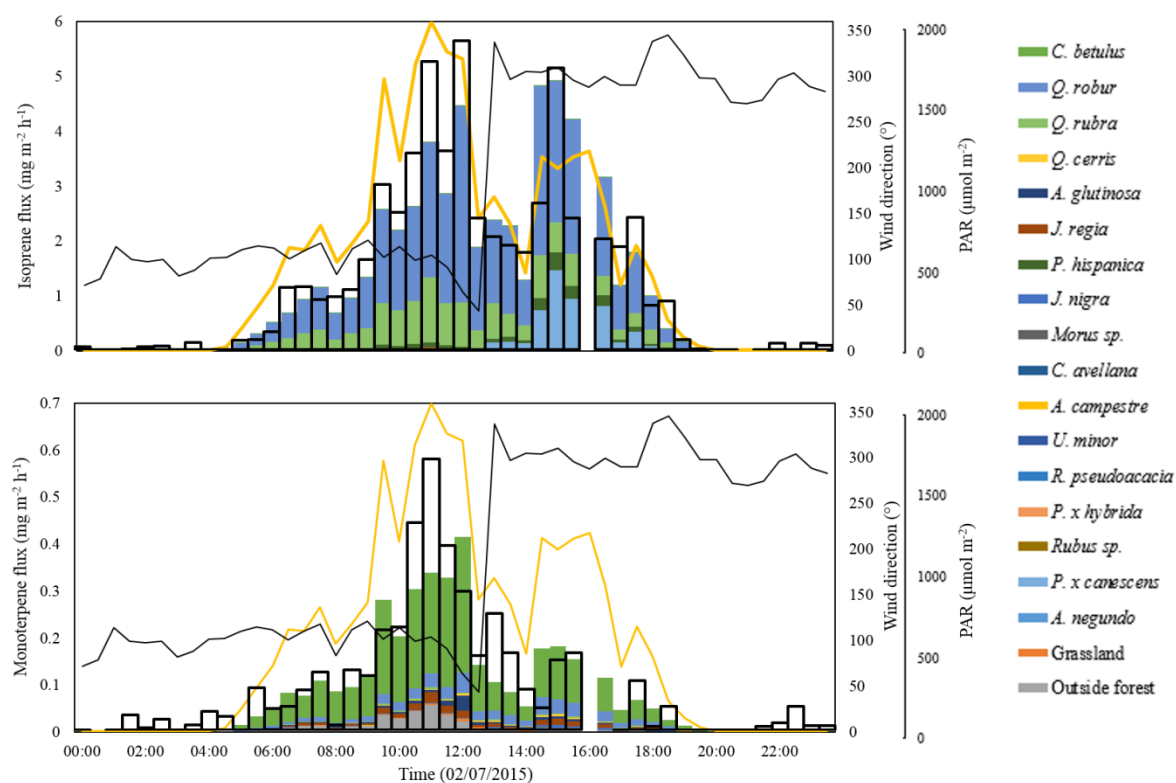 Isoprene flux (mg m⁻² h⁻¹)
6
5
4
3
2
1
0
350
300
250
200
150
100
50
0
Wind direction (°)
2000
1500
1000
500
0
PAR (µmol m⁻²)
Monoterpene flux (mg m⁻² h⁻¹)
0.7
0.6
0.5
0.4
0.3
0.2
0.1
0
350
300
250
200
150
100
50
0
Wind direction (°)
2000
1500
1000
500
0
PAR (µmol m⁻²)
00:00 02:00 04:00 06:00 08:00 10:00 12:00 14:00 16:00 18:00 20:00 22:00
Time (02/07/2015)
C. betulus
Q. robur
Q. rubra
Q. cerris
A. glutinosa
J. regia
P. hispanica
J. nigra
Morus sp.
C. avellana
A. campestre
U. minor
R. pseudoacacia
P. x hybrida
Rubus sp.
P. x canescens
A. negundo
Grassland
Outside forest